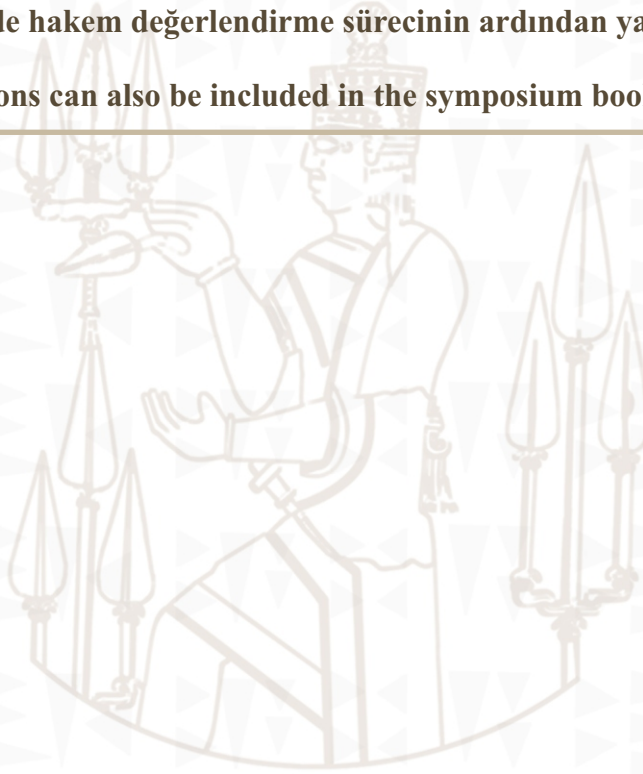 le hakem değerlendirme sürecinin ardından ya
ons can also be included in the symposium boo